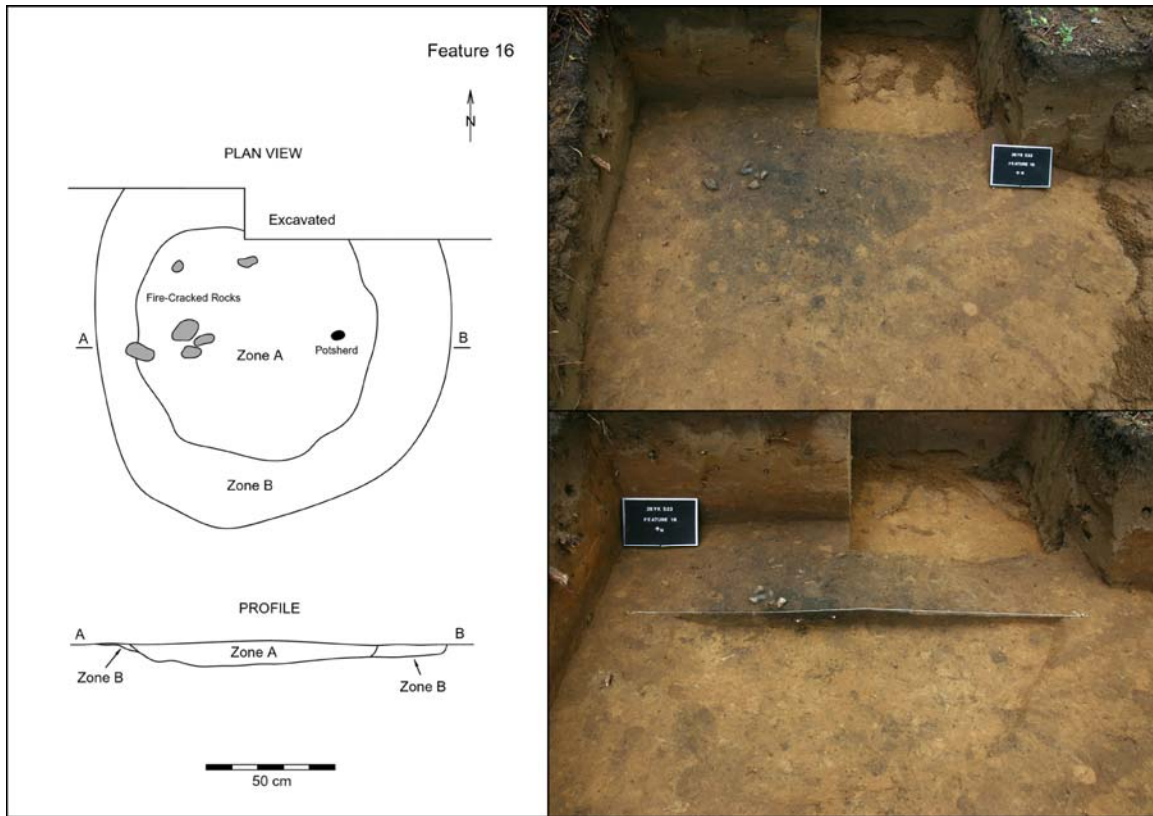 Feature 16
N
PLAN VIEW
Excavated
Fire-Cracked Rocks
A
B
Zone A
Potsherd
Zone B
PROFILE
A
B
Zone A
Zone B
Zone B
50 cm
FEATURE 16
FEATURE 16